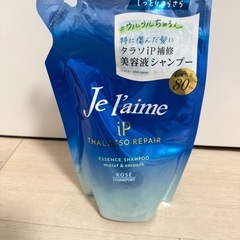 しっとりうるさら
#ウルウルちゅるん
特に傷んだ髪に
タラソiP補修
美容液シャンプー
80
Je l'aime
iP
THALASSO REPAIR
ESSENCE SHAMPOO
moist & smooth
KOSÉ
COSMEPORT